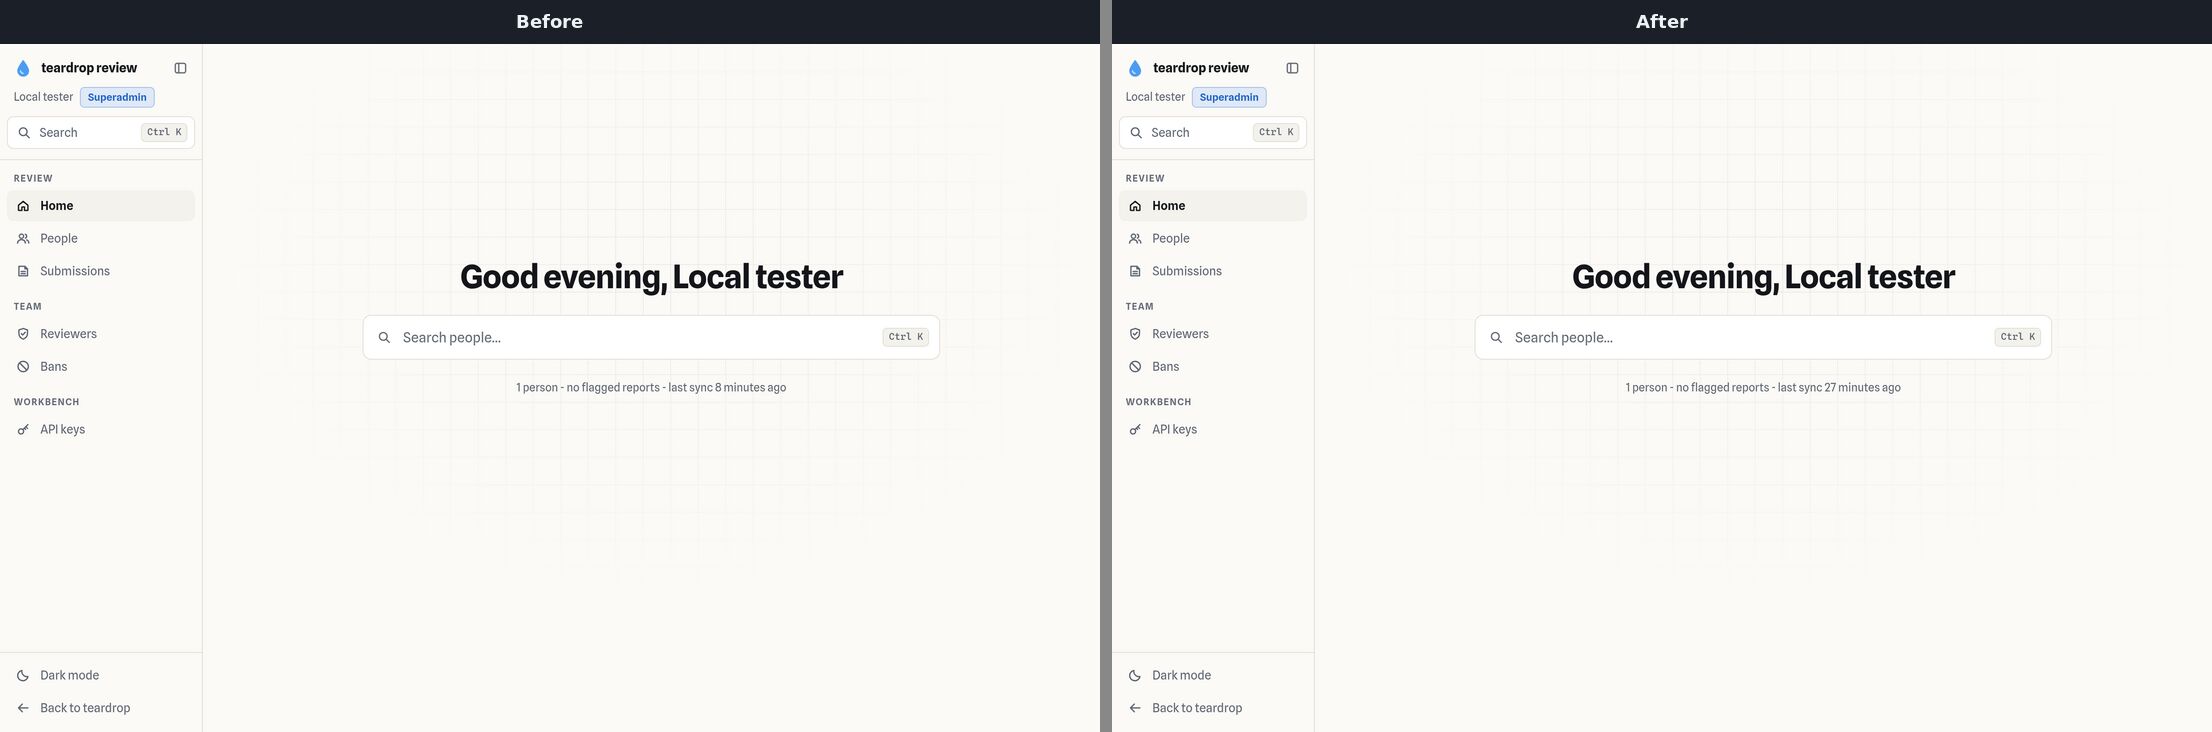 Before
teardrop review
Local tester Superadmin
Search Ctrl K
REVIEW
Home
People
Submissions
TEAM
Reviewers
Bans
WORKBENCH
API keys
Dark mode
Back to teardrop
Good evening, Local tester
Search people... Ctrl K
1 person - no flagged reports - last sync 8 minutes ago
After
teardrop review
Local tester Superadmin
Search Ctrl K
REVIEW
Home
People
Submissions
TEAM
Reviewers
Bans
WORKBENCH
API keys
Dark mode
Back to teardrop
Good evening, Local tester
Search people... Ctrl K
1 person - no flagged reports - last sync 27 minutes ago